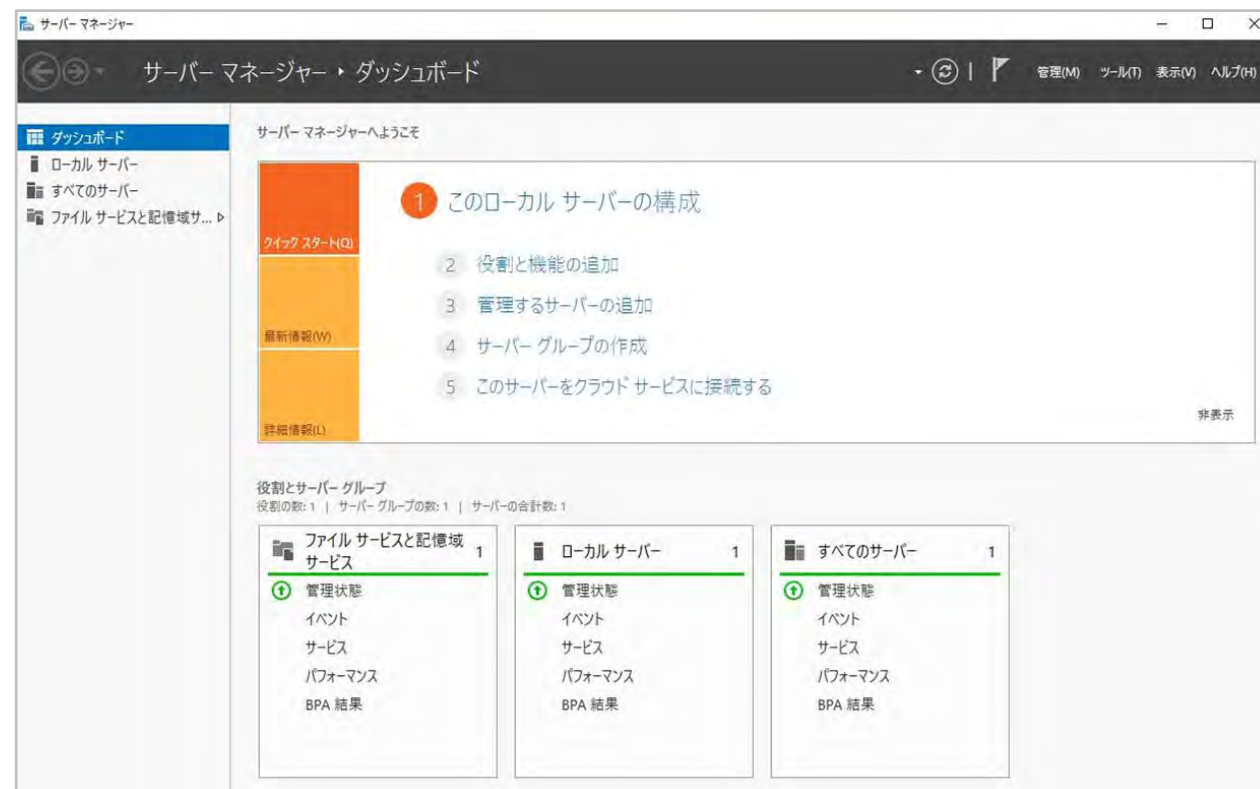 サーバー マネージャー
サーバー マネージャー ‣ ダッシュボード
管理(M) ツール(T) 表示(V) ヘルプ(H)
ダッシュボード
ローカル サーバー
すべてのサーバー
ファイル サービスと記憶域サ...
サーバー マネージャーへようこそ
クイック スタート(Q)
最新情報(W)
詳細情報(L)
1 このローカル サーバーの構成
2 役割と機能の追加
3 管理するサーバーの追加
4 サーバー グループの作成
5 このサーバーをクラウド サービスに接続する
非表示
役割とサーバー グループ
役割の数: 1 | サーバー グループの数: 1 | サーバーの合計数: 1
ファイル サービスと記憶域
サービス 1
管理状態
イベント
サービス
パフォーマンス
BPA 結果
ローカル サーバー 1
管理状態
イベント
サービス
パフォーマンス
BPA 結果
すべてのサーバー 1
管理状態
イベント
サービス
パフォーマンス
BPA 結果